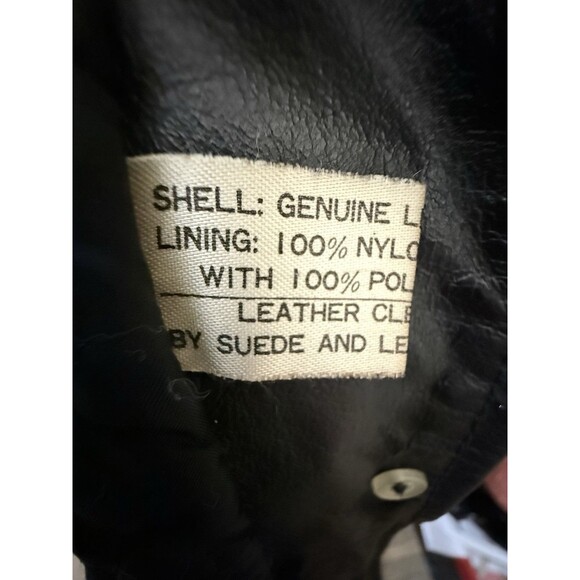 SHELL: GENUINE L
LINING: 100% NYLO
WITH 100% POL
LEATHER CLE
BY SUEDE AND LE